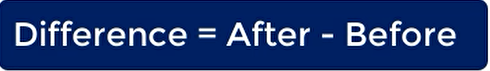 Difference = After - Before